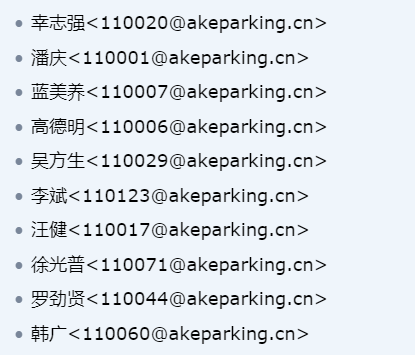 • 幸志强<110020@akeparking.cn>
• 潘庆<110001@akeparking.cn>
• 蓝美养<110007@akeparking.cn>
• 高德明<110006@akeparking.cn>
• 吴方生<110029@akeparking.cn>
• 李斌<110123@akeparking.cn>
• 汪健<110017@akeparking.cn>
• 徐光普<110071@akeparking.cn>
• 罗劲贤<110044@akeparking.cn>
• 韩广<110060@akeparking.cn>